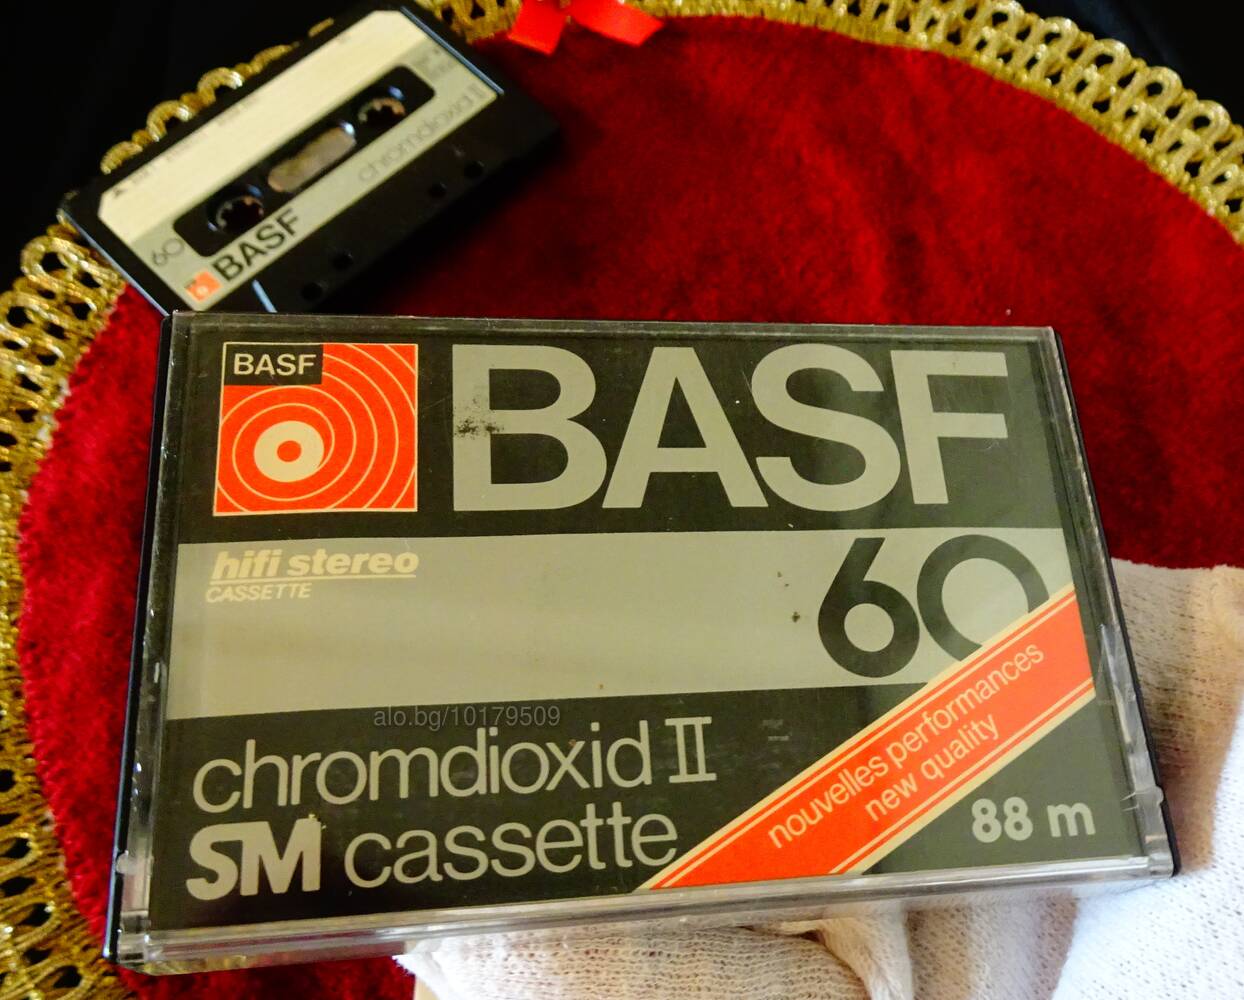 chromdioxid II
60
BASF
BASF
BASF
hifi stereo
CASSETTE
60
alo.bg/10179509
chromdioxid II
SM cassette
nouvelles performances
new quality
88 m